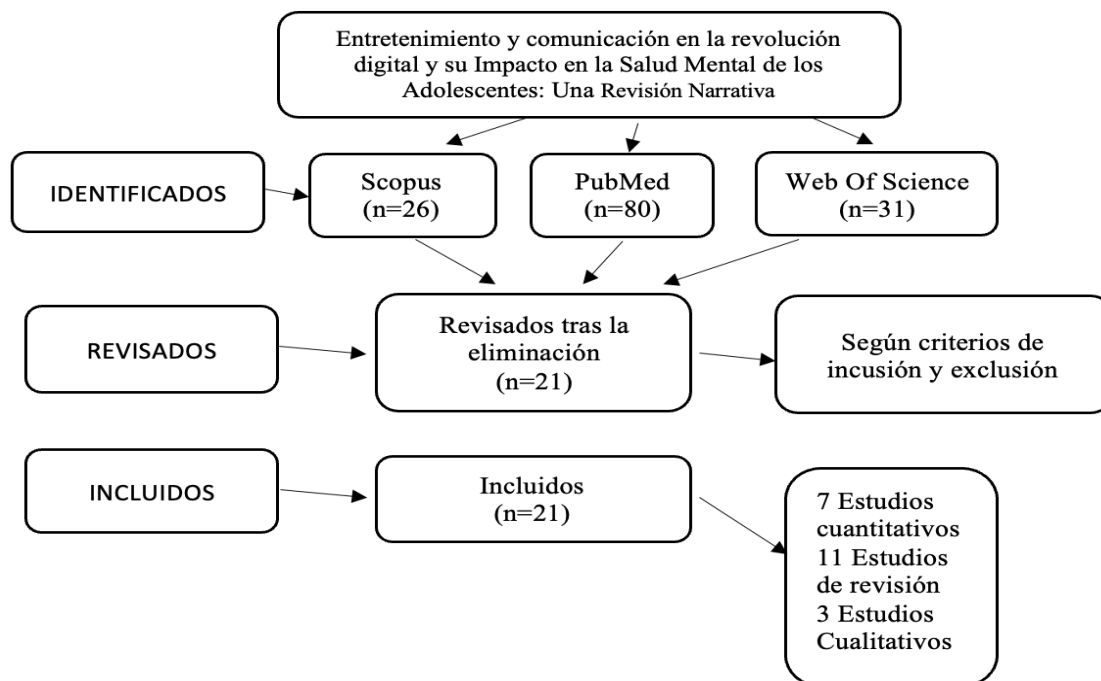 Entretenimiento y comunicación en la revolución
digital y su Impacto en la Salud Mental de los
Adolescentes: Una Revisión Narrativa
IDENTIFICADOS
Scopus
(n=26)
PubMed
(n=80)
Web Of Science
(n=31)
REVISADOS
Revisados tras la
eliminación
(n=21)
Según criterios de
incusión y exclusión
INCLUIDOS
Incluidos
(n=21)
7 Estudios
cuantitativos
11 Estudios
de revisión
3 Estudios
Cualitativos